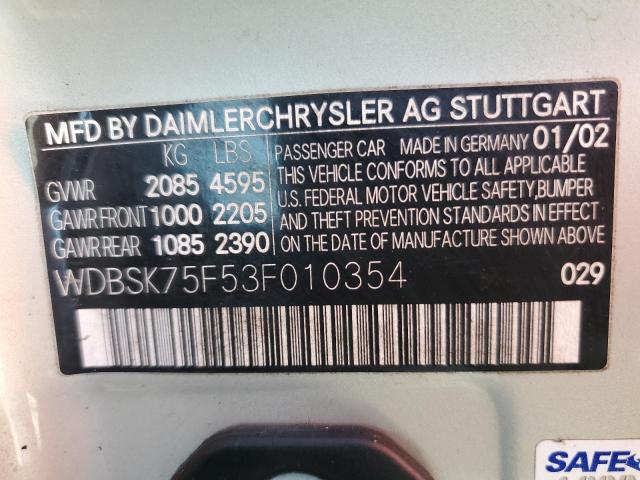 MFD BY DAIMLERCHRYSLER AG STUTTGART
KG LBS
GVWR 2085 4595
GAWR FRONT 1000 2205
GAWR REAR 1085 2390
PASSENGER CAR MADE IN GERMANY 01/02
THIS VEHICLE CONFORMS TO ALL APPLICABLE
U.S. FEDERAL MOTOR VEHICLE SAFETY, BUMPER
AND THEFT PREVENTION STANDARDS IN EFFECT
ON THE DATE OF MANUFACTURE SHOWN ABOVE.
WDBSK75F53F010354 029
SAFE